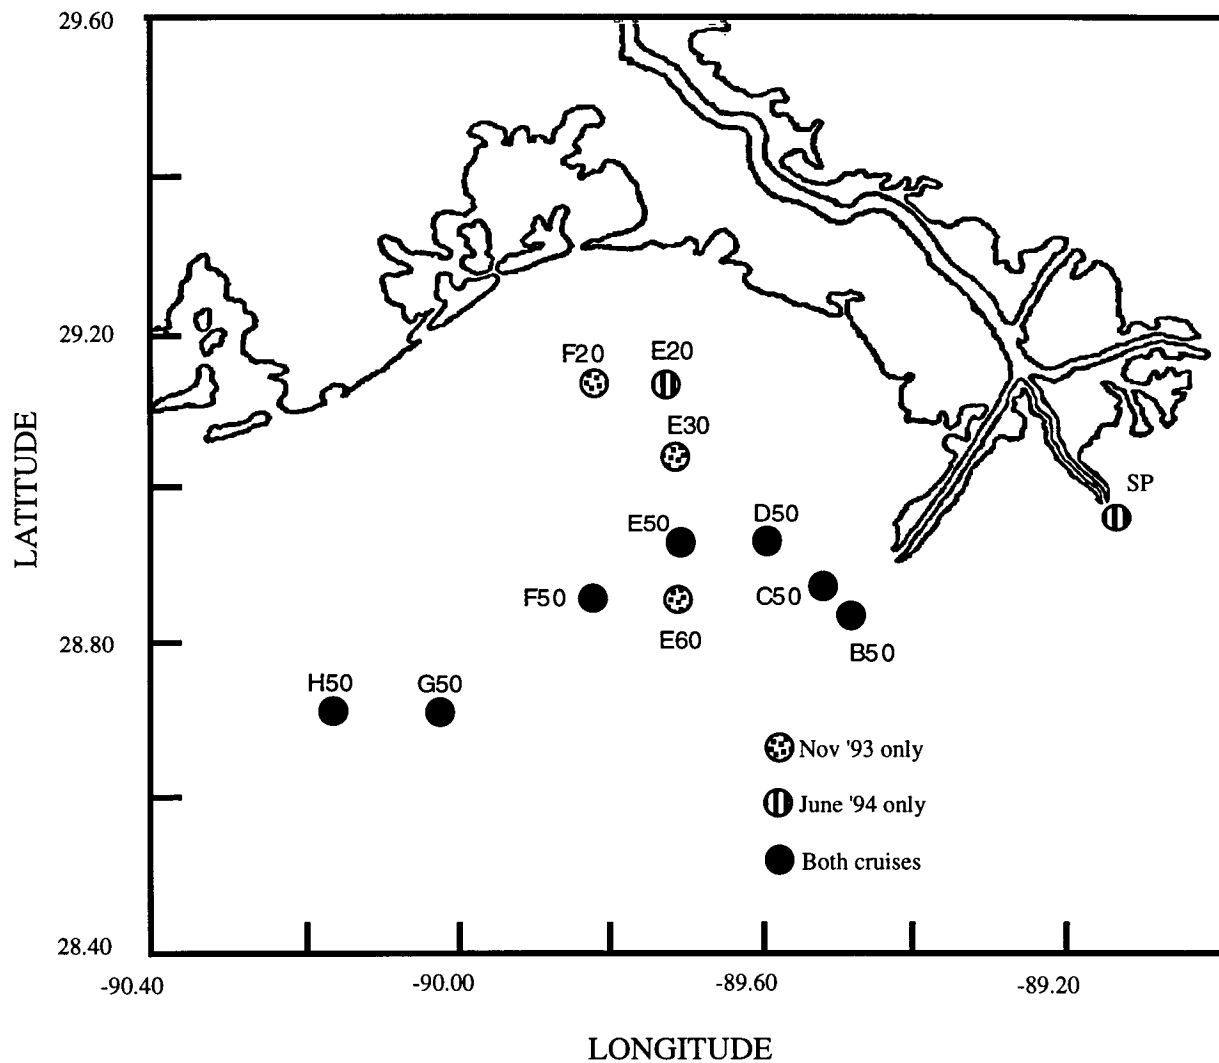 29.60
29.20
F20
E20
E30
SP
E50
D50
F50
C50
E60
B50
28.80
H50
G50
Nov '93 only
June '94 only
Both cruises
28.40
-90.40
-90.00
-89.60
-89.20
LATITUDE
LONGITUDE